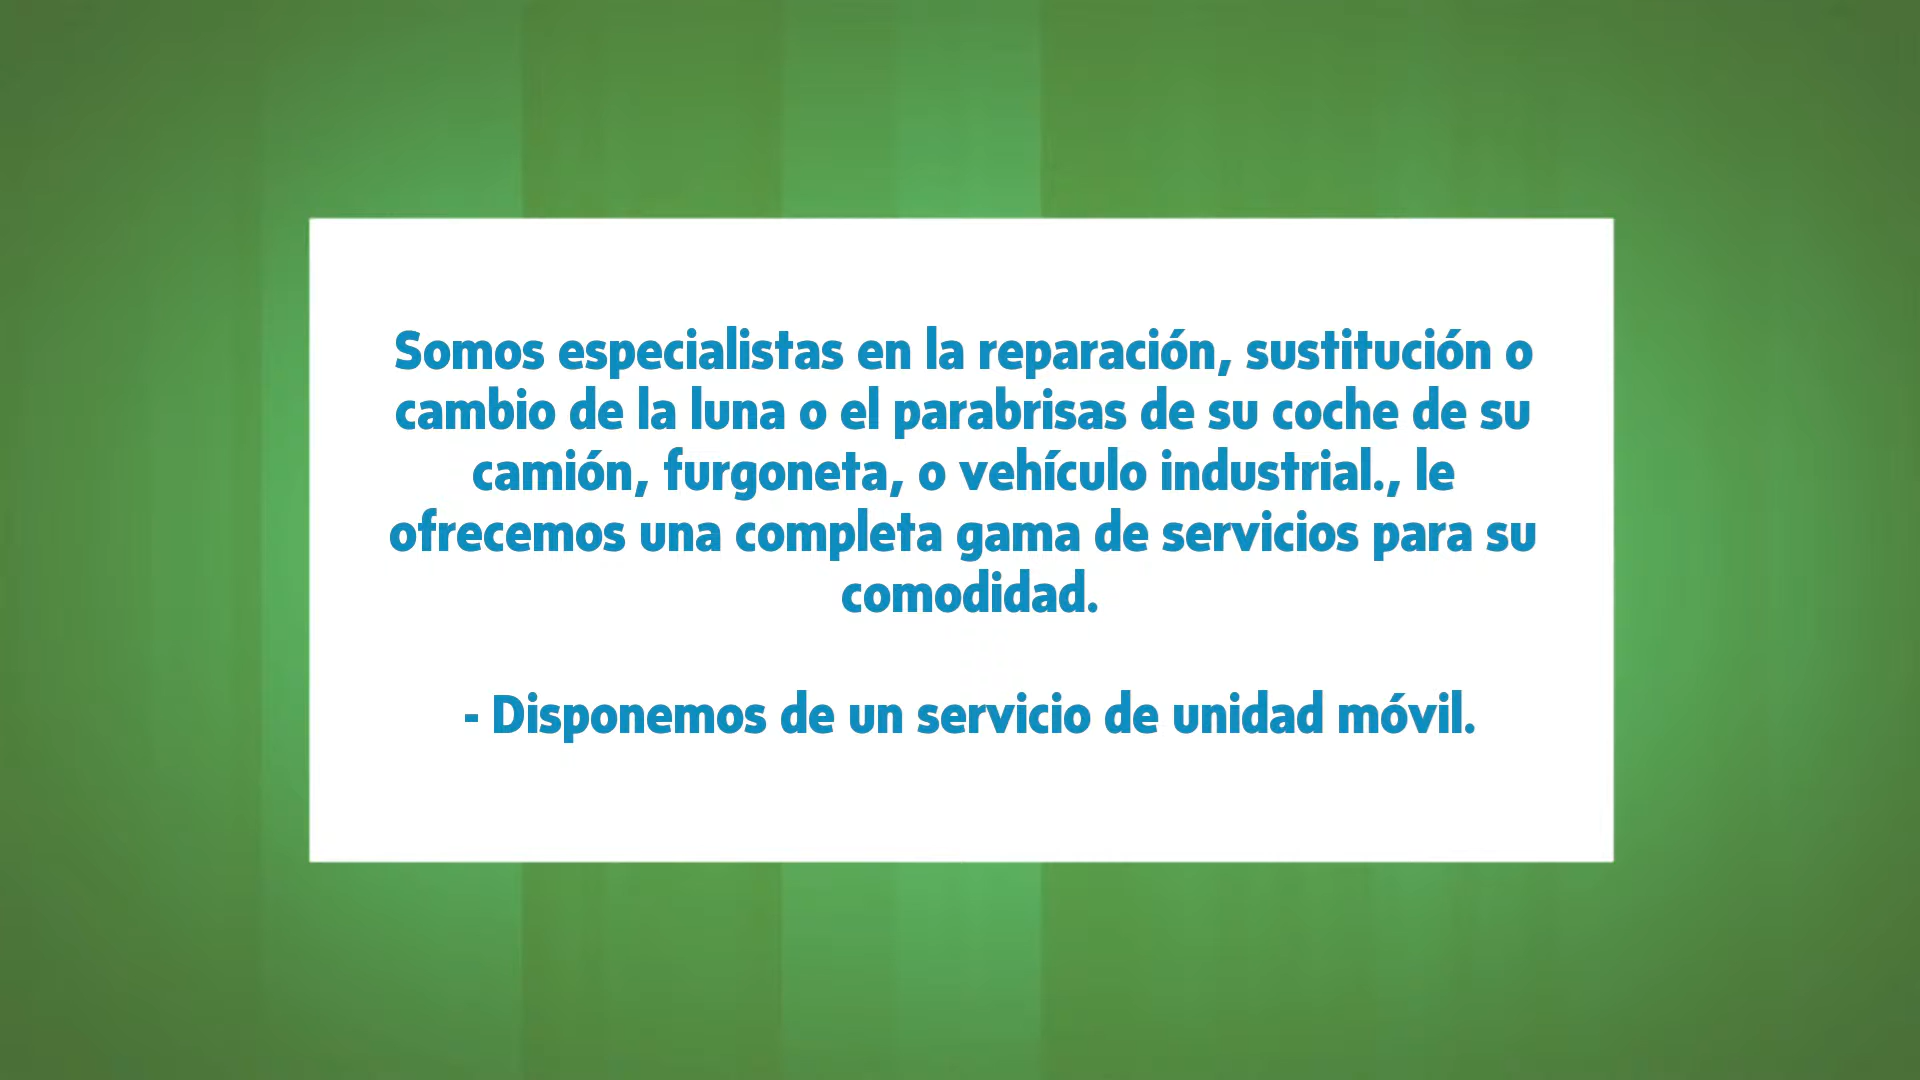 Somos especialistas en la reparación, sustitución o
cambio de la luna o el parabrisas de su coche de su
camión, furgoneta, o vehículo industrial., le
ofrecemos una completa gama de servicios para su
comodidad.
- Disponemos de un servicio de unidad móvil.